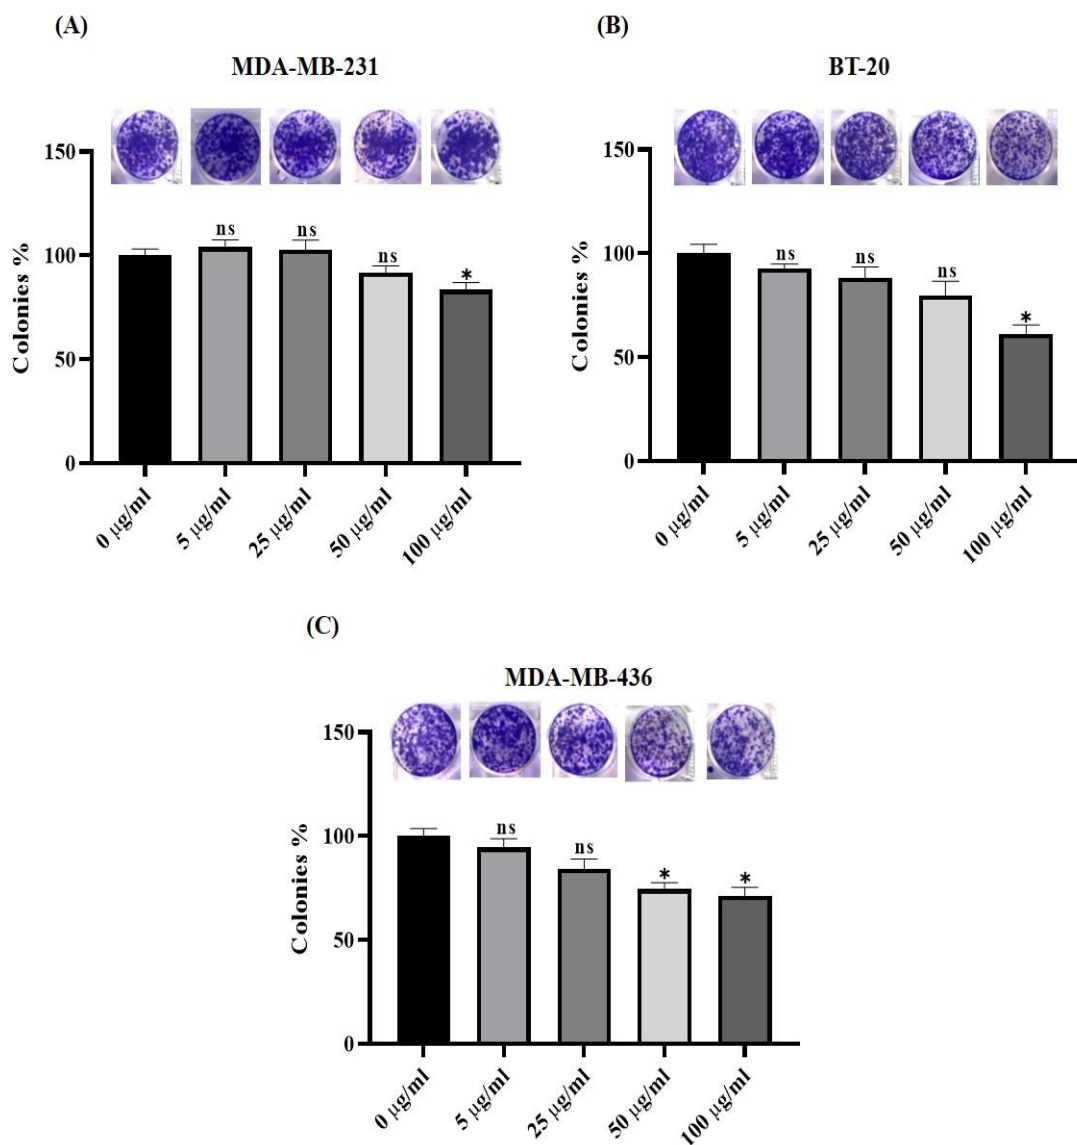 (A)
MDA-MB-231
150
100
50
0
Colonies %
ns
ns
ns
*
0 µg/ml
5 µg/ml
25 µg/ml
50 µg/ml
100 µg/ml
(B)
BT-20
150
100
50
0
Colonies %
ns
ns
ns
*
0 µg/ml
5 µg/ml
25 µg/ml
50 µg/ml
100 µg/ml
(C)
MDA-MB-436
150
100
50
0
Colonies %
ns
ns
*
*
0 µg/ml
5 µg/ml
25 µg/ml
50 µg/ml
100 µg/ml